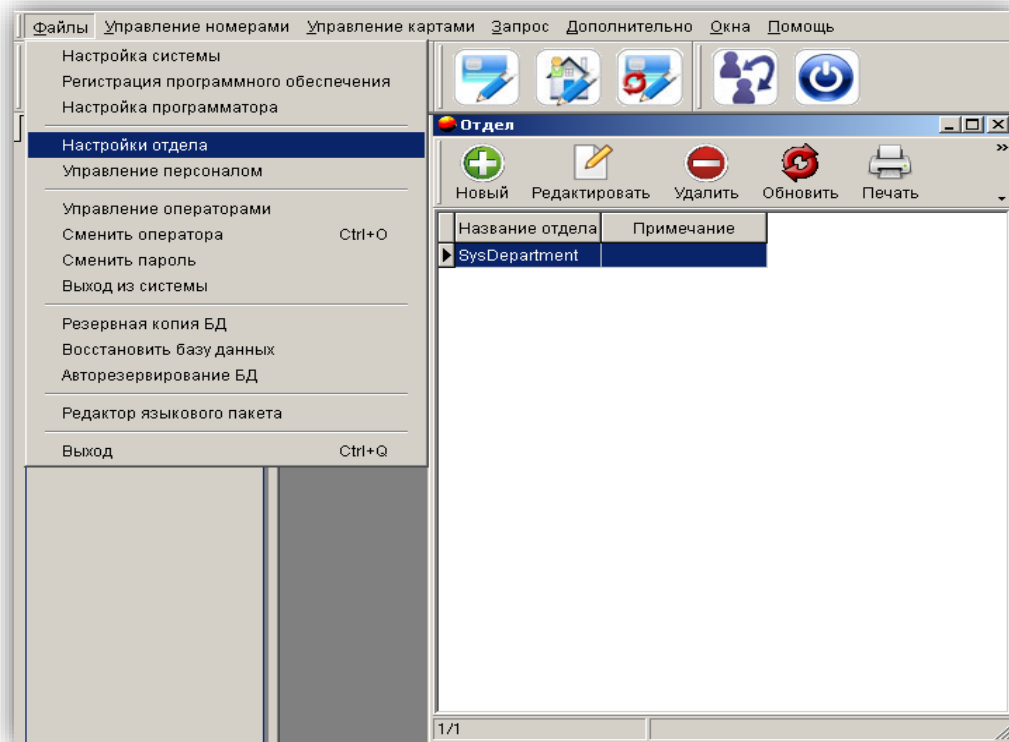 Файлы Управление номерами Управление картами Запрос Дополнительно Окна Помощь
Настройка системы
Регистрация программного обеспечения
Настройка программатора
Настройки отдела
Управление персоналом
Управление операторами
Сменить оператора Ctrl+O
Сменить пароль
Выход из системы
Резервная копия БД
Восстановить базу данных
Авторезервирование БД
Редактор языкового пакета
Выход Ctrl+Q
Отдел
Новый Редактировать Удалить Обновить Печать
Название отдела Примечание
SysDepartment
1/1